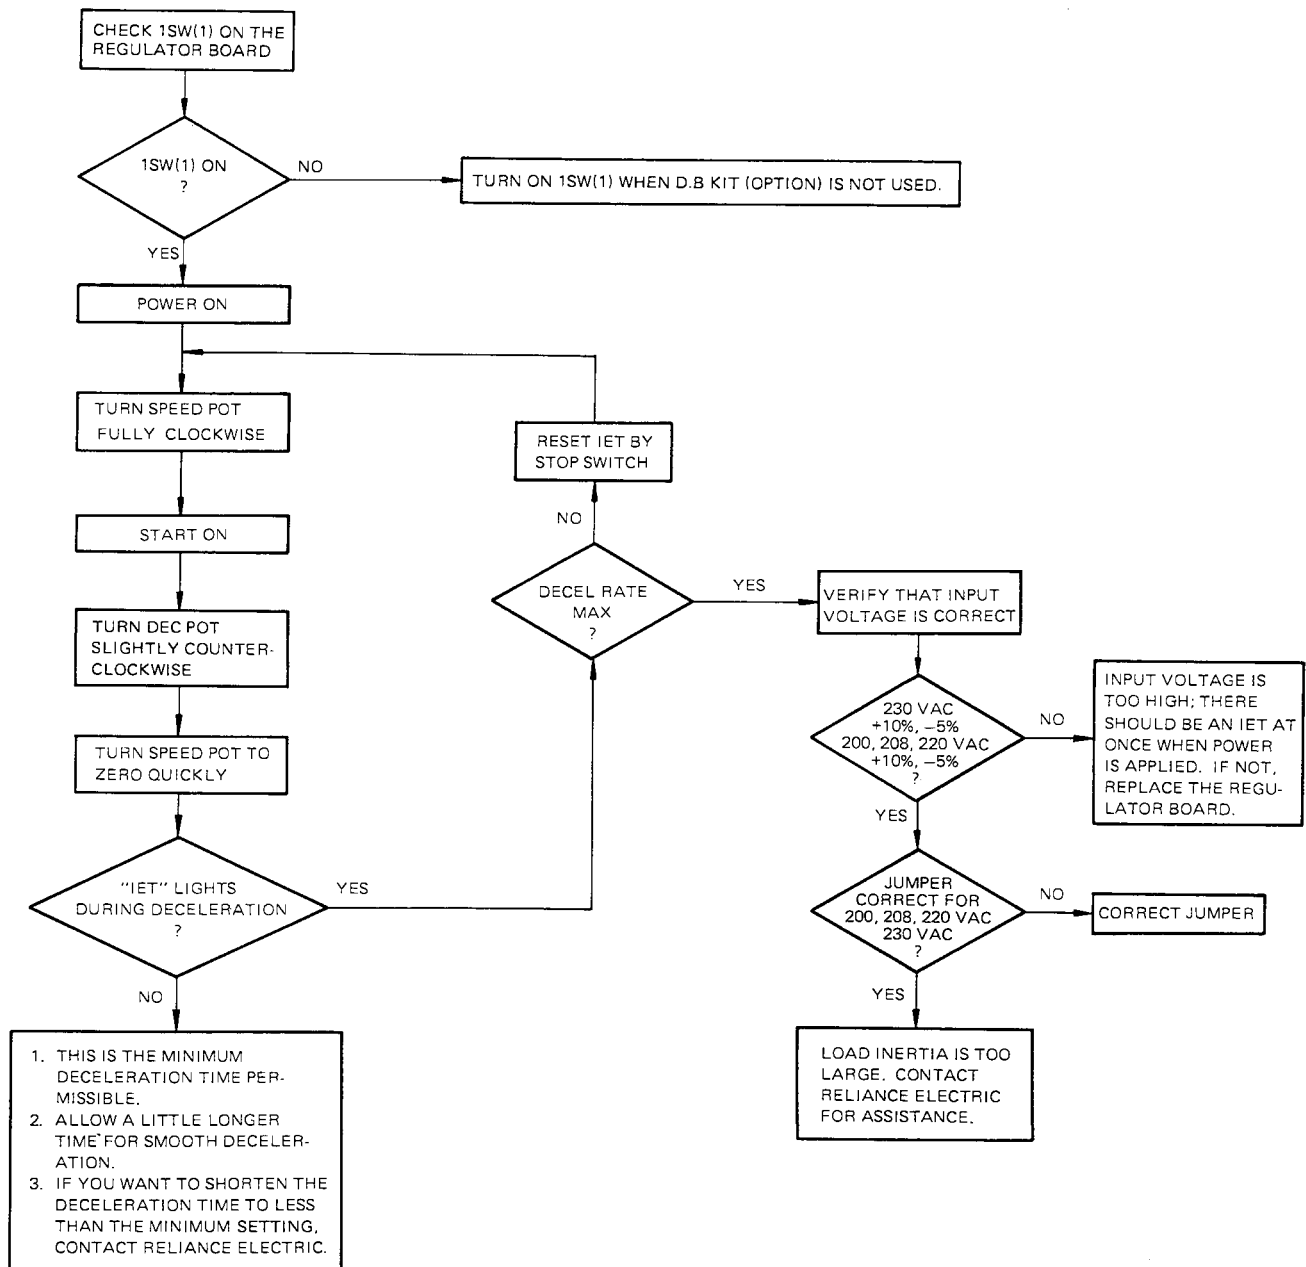 CHECK 1SW(1) ON THE
REGULATOR BOARD
1SW(1) ON
?
NO
TURN ON 1SW(1) WHEN D.B KIT (OPTION) IS NOT USED.
YES
POWER ON
TURN SPEED POT
FULLY CLOCKWISE
START ON
TURN DEC POT
SLIGHTLY COUNTER-
CLOCKWISE
TURN SPEED POT TO
ZERO QUICKLY
"IET" LIGHTS
DURING DECELERATION
?
YES
NO
1. THIS IS THE MINIMUM
DECELERATION TIME PER-
MISSIBLE.
2. ALLOW A LITTLE LONGER
TIME FOR SMOOTH DECELER-
ATION.
3. IF YOU WANT TO SHORTEN THE
DECELERATION TIME TO LESS
THAN THE MINIMUM SETTING,
CONTACT RELIANCE ELECTRIC.
RESET IET BY
STOP SWITCH
NO
DECEL RATE
MAX
?
YES
VERIFY THAT INPUT
VOLTAGE IS CORRECT
230 VAC
+10%, –5%
200, 208, 220 VAC
+10%, –5%
?
NO
INPUT VOLTAGE IS
TOO HIGH; THERE
SHOULD BE AN IET AT
ONCE WHEN POWER
IS APPLIED. IF NOT,
REPLACE THE REGU-
LATOR BOARD.
YES
JUMPER
CORRECT FOR
200, 208, 220 VAC
230 VAC
?
NO
CORRECT JUMPER
YES
LOAD INERTIA IS TOO
LARGE. CONTACT
RELIANCE ELECTRIC
FOR ASSISTANCE.